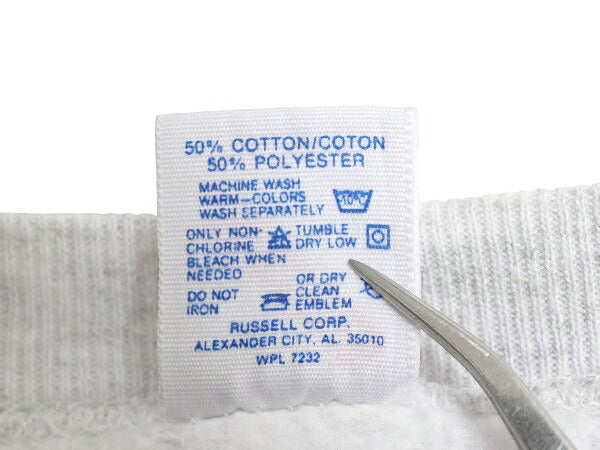 50% COTTON/COTON
50% POLYESTER
MACHINE WASH
WARM-COLORS
WASH SEPARATELY
ONLY NON-
CHLORINE
BLEACH WHEN
NEEDED
TUMBLE
DRY LOW
DO NOT
IRON
OR DRY
CLEAN
EMBLEM
RUSSELL CORP.
ALEXANDER CITY, AL. 35010
WPL 7232